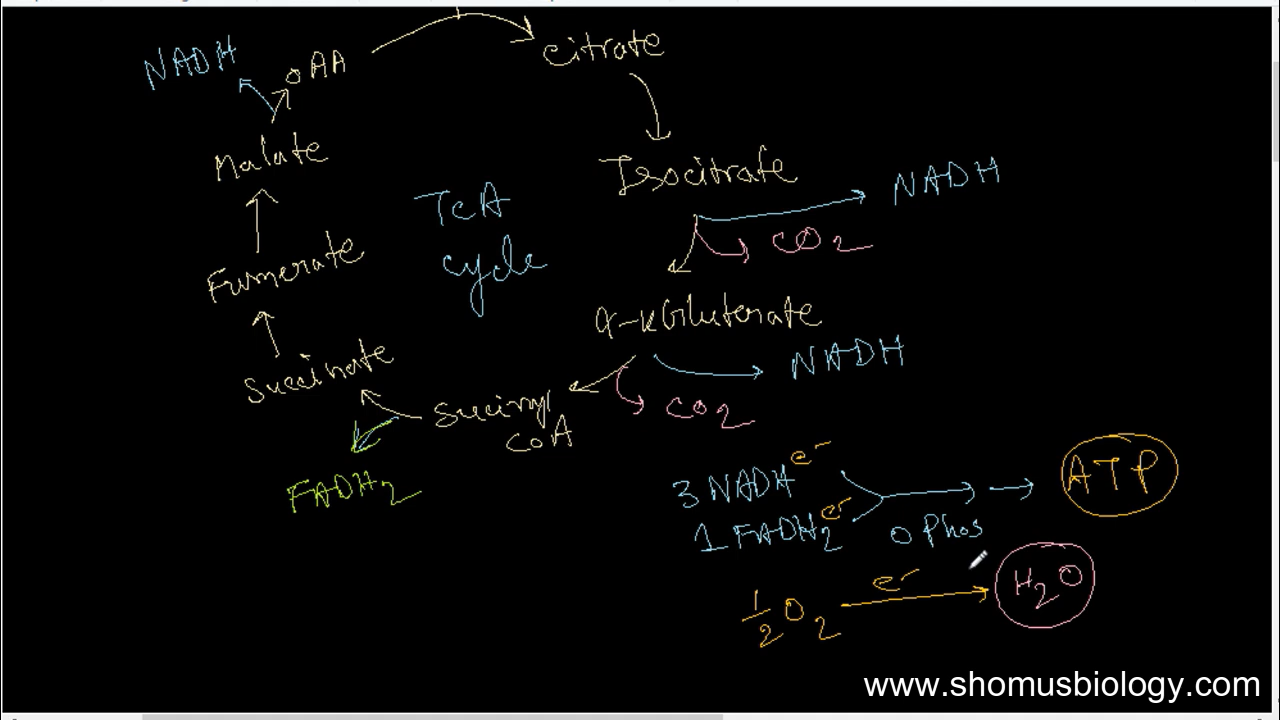 NADH
OAA
Citrate
Malate
Isocitrate
NADH
TCA
cycle
CO2
Fumerate
α-kGluterate
NADH
Succinate
Sucinyl
CoA
CO2
FADH2
3 NADH e-
1 FADH2 e-
O Phos
ATP
1/2 O2
e-
H2O
www.shomusbiology.com